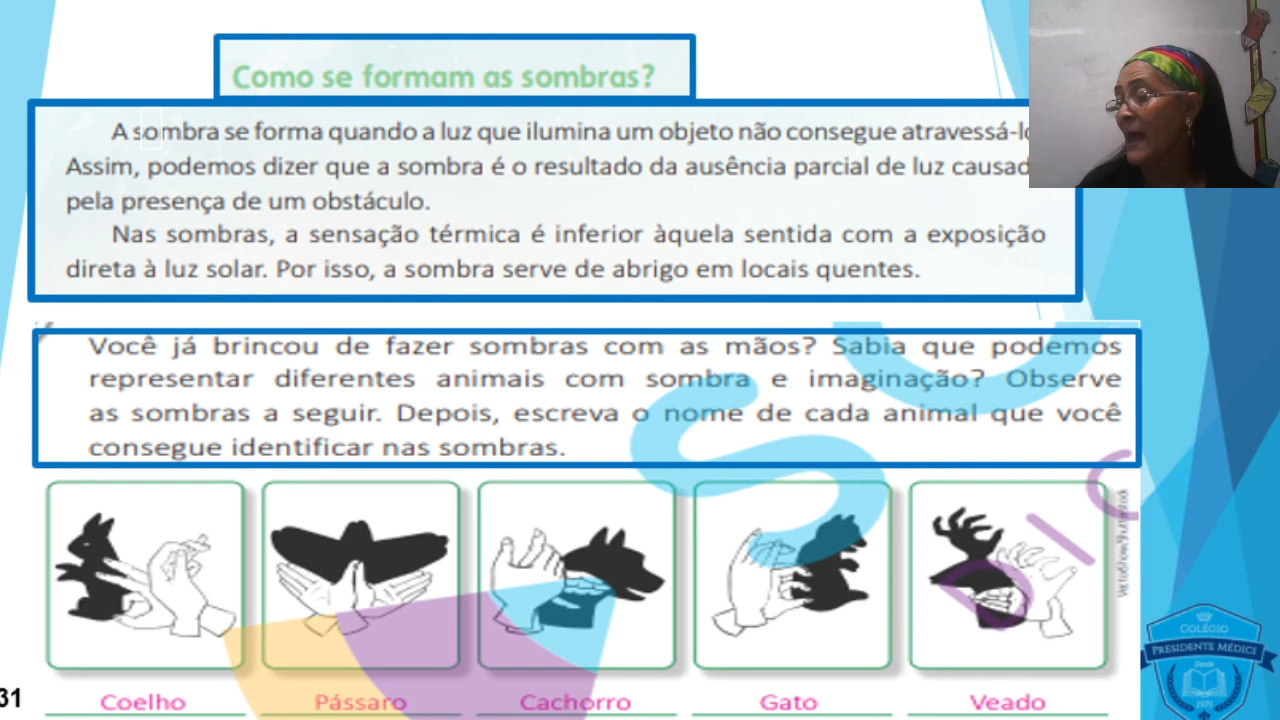 Como se formam as sombras?
A sombra se forma quando a luz que ilumina um objeto não consegue
Assim, podemos dizer que a sombra é o resultado da ausência parcial de luz
pela presença de um obstáculo.
Nas sombras, a sensação térmica é inferior àquela sentida com a exposição
direta à luz solar. Por isso, a sombra serve de abrigo em locais quentes.
Você já brincou de fazer sombras com as mãos? Sabia que podemos
representar diferentes animais com sombra e imaginação? Observe
as sombras a seguir. Depois, escreva o nome de cada animal que você
consegue identificar nas sombras.
Coelho
Pássaro
Cachorro
Gato
Veado
31
COLÉGIO
PRESIDENTE MÉDICI
Desde